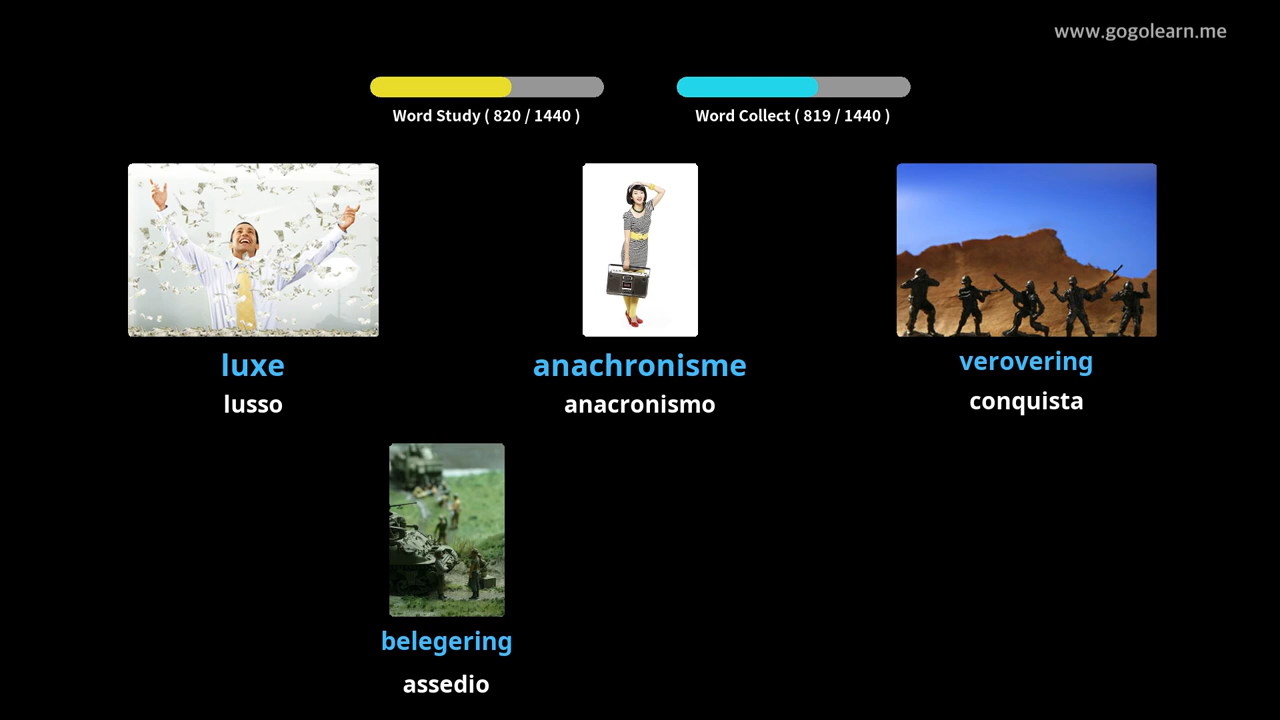 www.gogolearn.me
Word Study ( 820 / 1440 )
Word Collect ( 819 / 1440 )
luxe
lusso
anachronisme
anacronismo
verovering
conquista
belegering
assedio